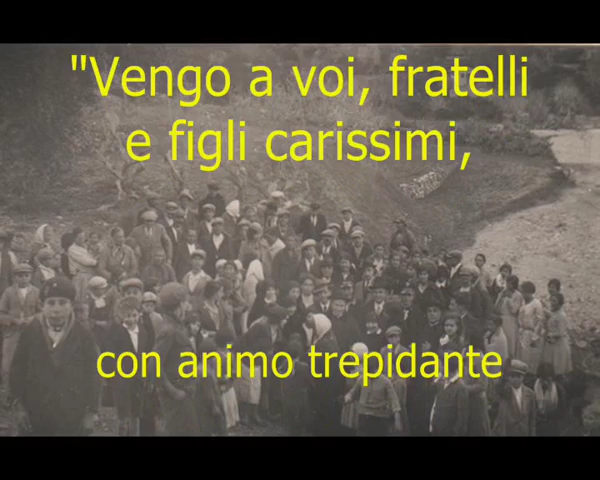 "Vengo a voi, fratelli
e figli carissimi,
con animo trepidante